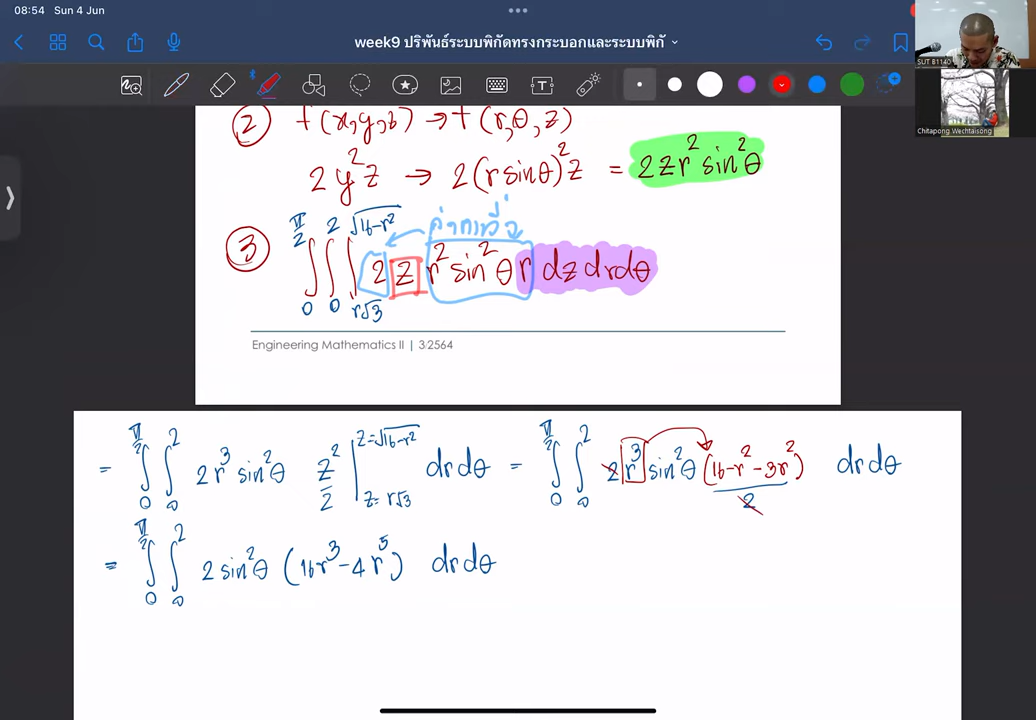 08:54 Sun 4 Jun
week9 ปริพันธ์ระบบพิกัดทรงกระบอกและระบบพิกั
SUT B1140
Chitapong Wechtaisong
② f(x,y,z) → f(r,θ,z)
2y²z → 2(rsinθ)²z = 2zr²sin²θ
ค่าคงที่
③ ∫₀^{π/2} ∫₀^{2} ∫_{r√3}^{√16-r²} 2 z r² sin²θ r dz dr dθ
Engineering Mathematics II | 3/2564
= ∫₀^{π/2} ∫₀^{2} 2r³ sin²θ z²/2 |_{z=r√3}^{z=√16-r²} dr dθ = ∫₀^{π/2} ∫₀^{2} 2r³ sin²θ (16-r²-3r²)/2 dr dθ
= ∫₀^{π/2} ∫₀^{2} 2 sin²θ (16r³-4r⁵) dr dθ